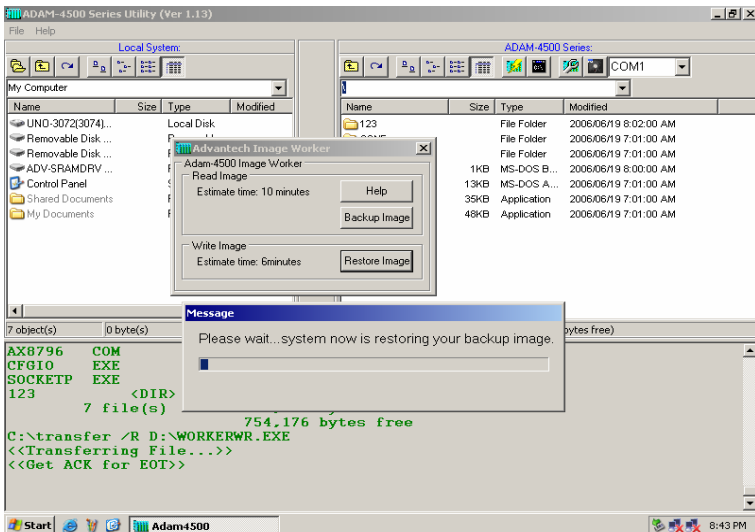 ADAM-4500 Series Utility (Ver 1.13)
File Help
Local System:
My Computer
Name Size Type Modified
UNO-3072(3074)... Local Disk
Removable Disk ...
Removable Disk ...
ADV-SRAMDRV ...
Control Panel
Shared Documents
My Documents
7 object(s) 0 byte(s)
ADAM-4500 Series:
COM1
\
Name Size Type Modified
123 File Folder 2006/06/19 8:02:00 AM
File Folder 2006/06/19 7:01:00 AM
File Folder 2006/06/19 7:01:00 AM
1KB MS-DOS B... 2006/06/19 8:00:00 AM
13KB MS-DOS A... 2006/06/19 7:01:00 AM
35KB Application 2006/06/19 7:01:00 AM
48KB Application 2006/06/19 7:01:00 AM
bytes free)
Advantech Image Worker
Adam-4500 Image Worker
Read Image
Estimate time: 10 minutes
Help
Backup Image
Write Image
Estimate time: 6minutes
Restore Image
Message
Please wait...system now is restoring your backup image.
AX8796 COM
CFGIO EXE
SOCKETP EXE
123 <DIR>
7 file(s)
754,176 bytes free
C:\transfer /R D:\WORKERWR.EXE
<<Transferring File...>>
<<Get ACK for EOT>>
Start
Adam4500
8:43 PM